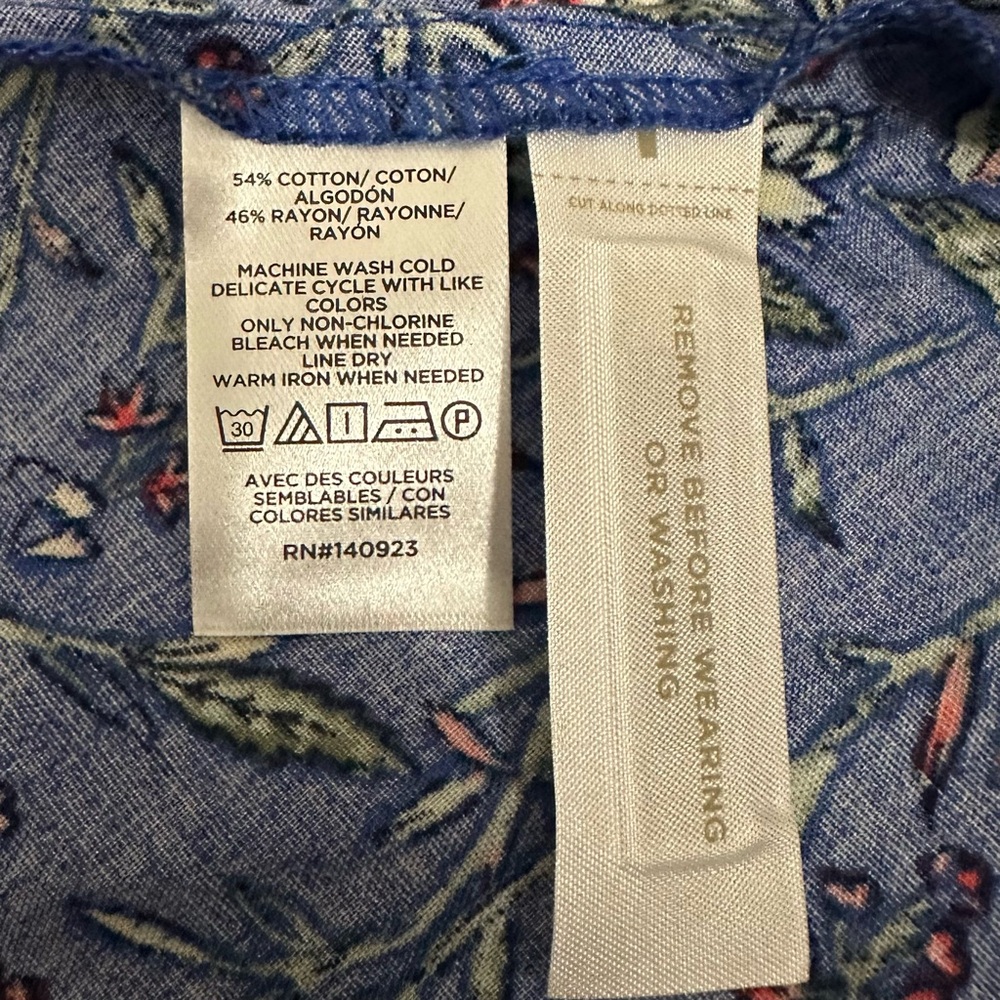 54% COTTON/ COTON/
ALGODÓN
46% RAYON/ RAYONNE/
RAYÓN
MACHINE WASH COLD
DELICATE CYCLE WITH LIKE
COLORS
ONLY NON-CHLORINE
BLEACH WHEN NEEDED
LINE DRY
WARM IRON WHEN NEEDED
30
P
AVEC DES COULEURS
SEMBLABLES / CON
COLORES SIMILARES
RN#140923
CUT ALONG DOTTED LINE
REMOVE BEFORE WEARING
OR WASHING